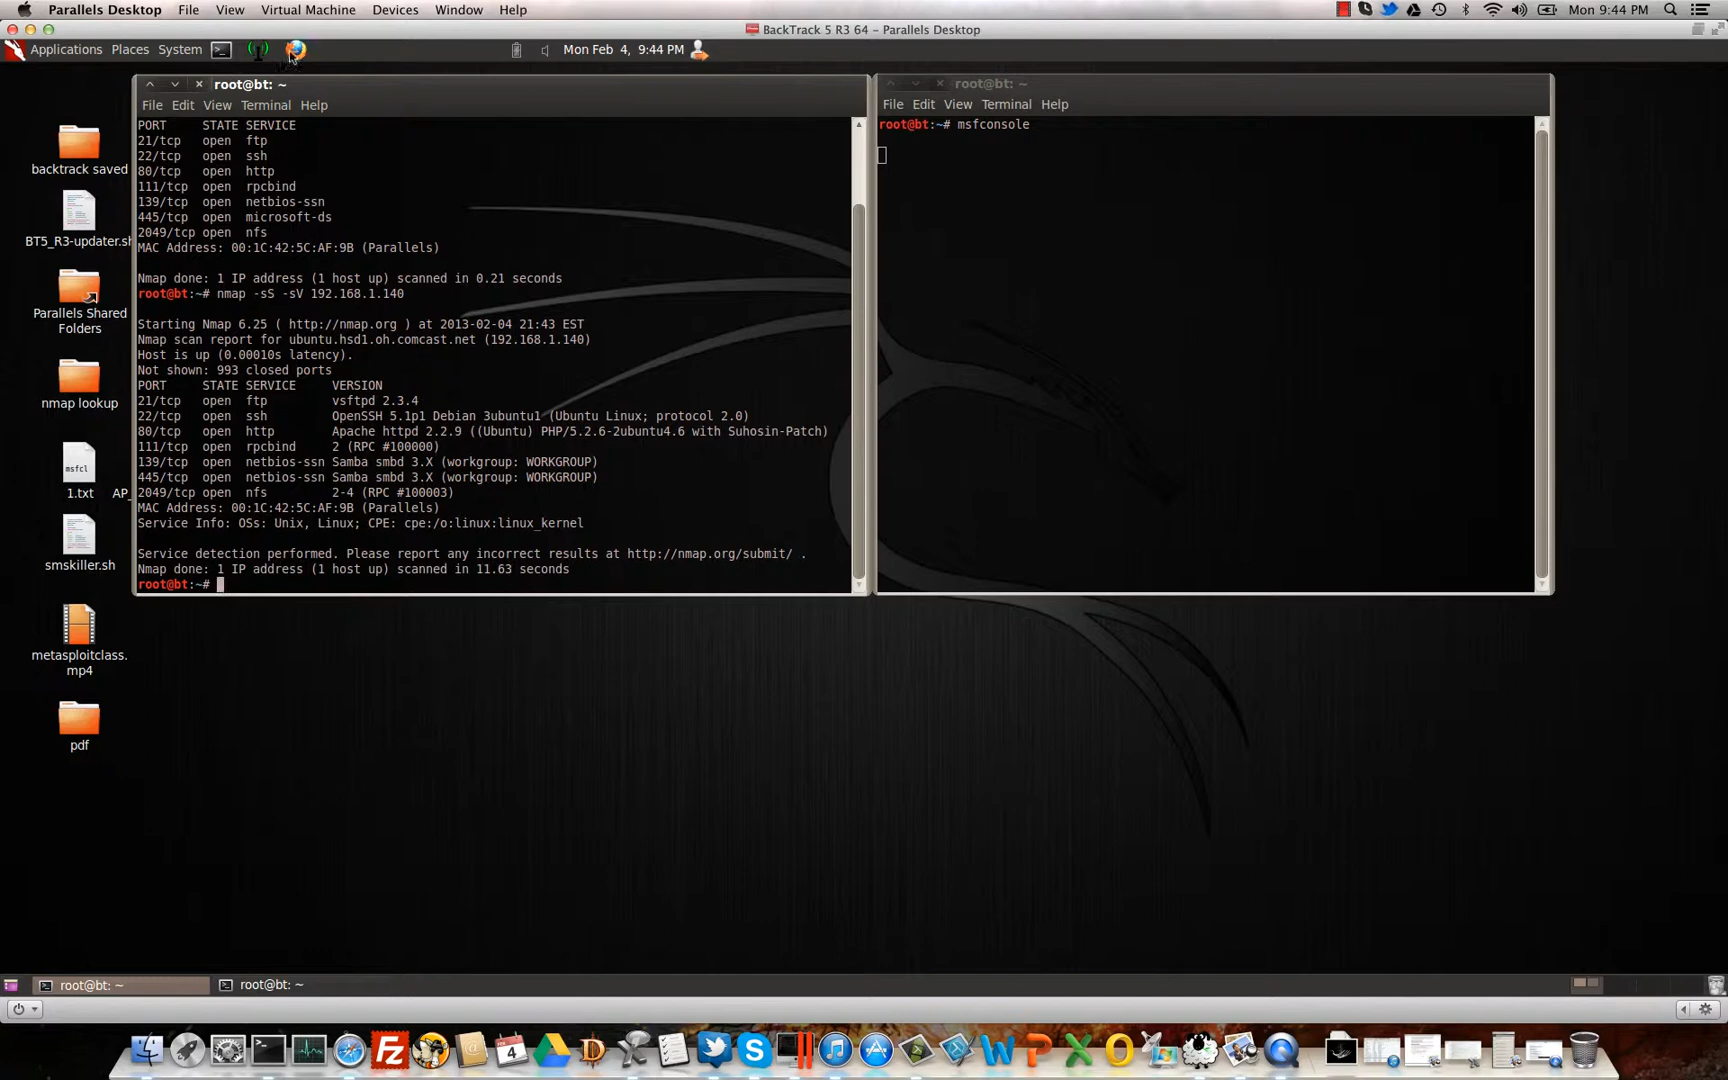 Parallels Desktop File View Virtual Machine Devices Window Help Mon 9:44 PM
BackTrack 5 R3 64 – Parallels Desktop
Applications Places System Mon Feb 4, 9:44 PM
root@bt: ~
File Edit View Terminal Help
PORT STATE SERVICE
21/tcp open ftp
22/tcp open ssh
80/tcp open http
111/tcp open rpcbind
139/tcp open netbios-ssn
445/tcp open microsoft-ds
2049/tcp open nfs
MAC Address: 00:1C:42:5C:AF:9B (Parallels)
Nmap done: 1 IP address (1 host up) scanned in 0.21 seconds
root@bt:~# nmap -sS -sV 192.168.1.140
Starting Nmap 6.25 ( http://nmap.org ) at 2013-02-04 21:43 EST
Nmap scan report for ubuntu.hsd1.oh.comcast.net (192.168.1.140)
Host is up (0.00010s latency).
Not shown: 993 closed ports
PORT STATE SERVICE VERSION
21/tcp open ftp vsftpd 2.3.4
22/tcp open ssh OpenSSH 5.1p1 Debian 3ubuntu1 (Ubuntu Linux; protocol 2.0)
80/tcp open http Apache httpd 2.2.9 ((Ubuntu) PHP/5.2.6-2ubuntu4.6 with Suhosin-Patch)
111/tcp open rpcbind 2 (RPC #100000)
139/tcp open netbios-ssn Samba smbd 3.X (workgroup: WORKGROUP)
445/tcp open netbios-ssn Samba smbd 3.X (workgroup: WORKGROUP)
2049/tcp open nfs 2-4 (RPC #100003)
MAC Address: 00:1C:42:5C:AF:9B (Parallels)
Service Info: OSs: Unix, Linux; CPE: cpe:/o:linux:linux_kernel
Service detection performed. Please report any incorrect results at http://nmap.org/submit/ .
Nmap done: 1 IP address (1 host up) scanned in 11.63 seconds
root@bt:~#
root@bt: ~
File Edit View Terminal Help
root@bt:~# msfconsole
backtrack saved
BT5_R3-updater.sh
Parallels Shared
Folders
nmap lookup
msfcl
1.txt AP_
smskiller.sh
metasploitclass.
mp4
pdf
root@bt: ~ root@bt: ~